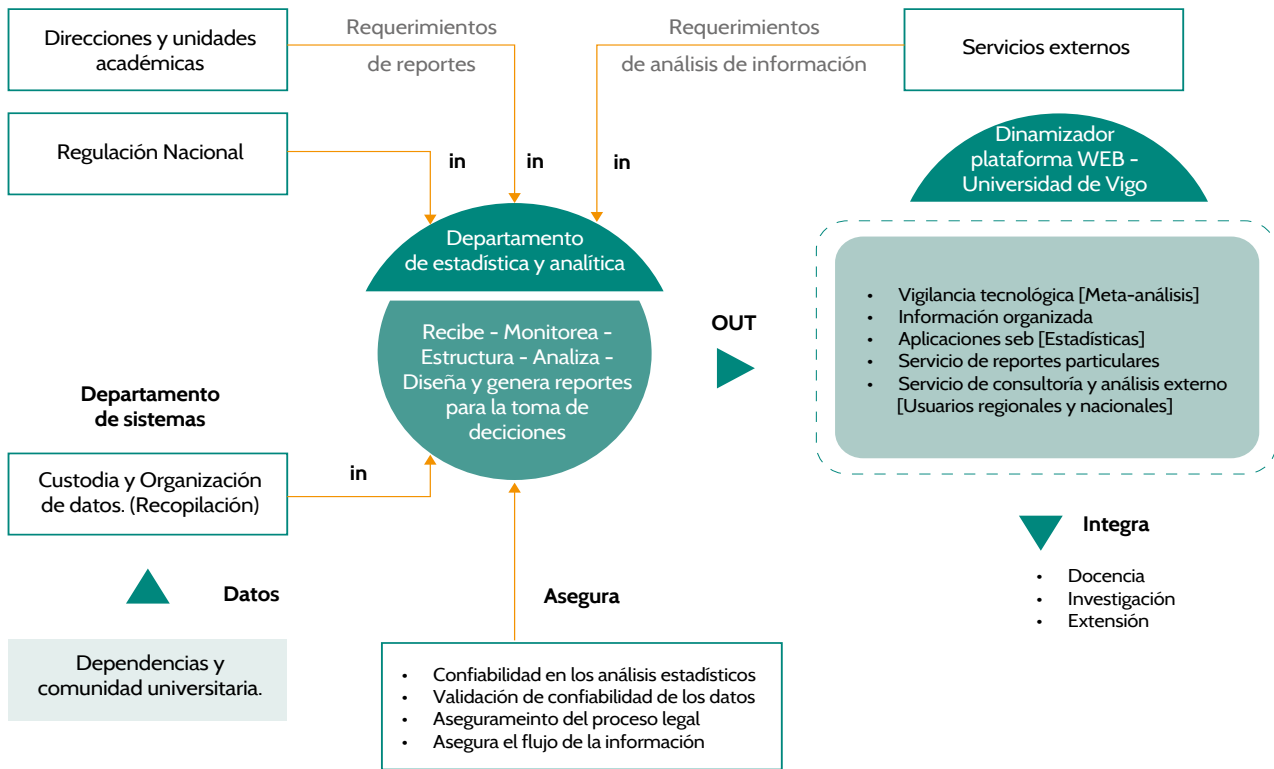 Direcciones y unidades
académicas
Requerimientos
de reportes
Requerimientos
de análisis de información
Servicios externos
Regulación Nacional
in
in
in
Dinamizador
plataforma WEB -
Universidad de Vigo
Departamento
de estadística y analítica
Recibe - Monitorea -
Estructura - Analiza -
Diseña y genera reportes
para la toma de
deciciones
OUT
• Vigilancia tecnológica [Meta-análisis]
• Información organizada
• Aplicaciones seb [Estadísticas]
• Servicio de reportes particulares
• Servicio de consultoría y análisis externo
[Usuarios regionales y nacionales]
Departamento
de sistemas
Custodia y Organización
de datos. (Recopilación)
in
Datos
Dependencias y
comunidad universitaria.
Asegura
• Confiabilidad en los análisis estadísticos
• Validación de confiabilidad de los datos
• Asegurameinto del proceso legal
• Asegura el flujo de la información
Integra
• Docencia
• Investigación
• Extensión